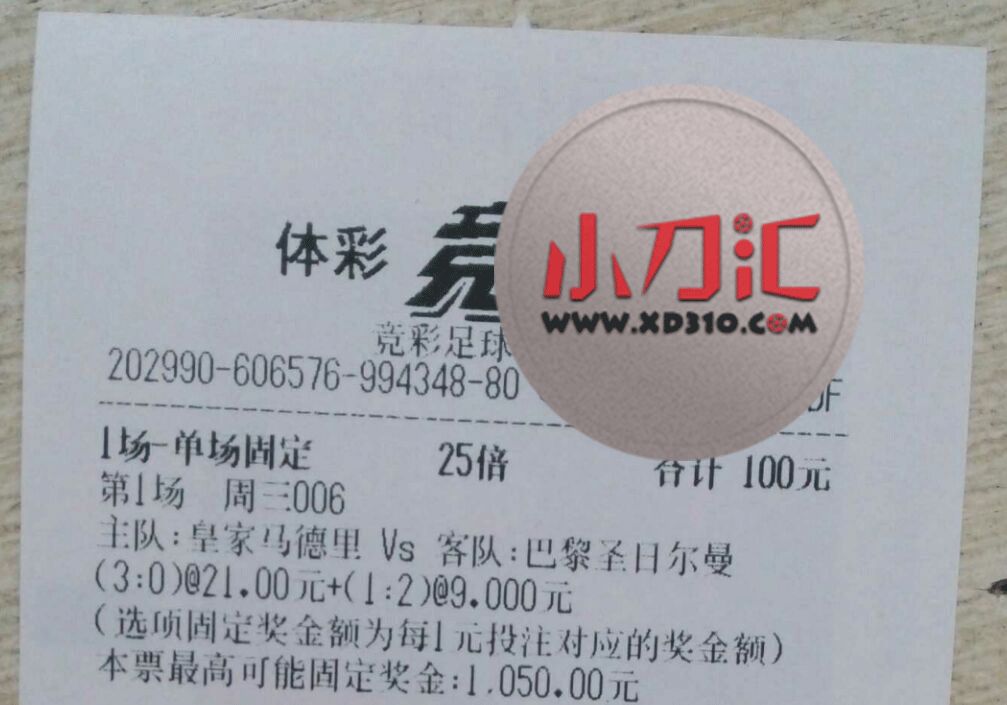 体彩 竞
小刀汇
WWW.XD310.COM
竞彩足球
202990-606576-994348-80
1场-单场固定 25倍 合计 100元
第1场 周三006
主队:皇家马德里 Vs 客队:巴黎圣日尔曼
(3:0)@21.00元+(1:2)@9.000元
(选项固定奖金额为每1元投注对应的奖金额)
本票最高可能固定奖金:1,050.00元